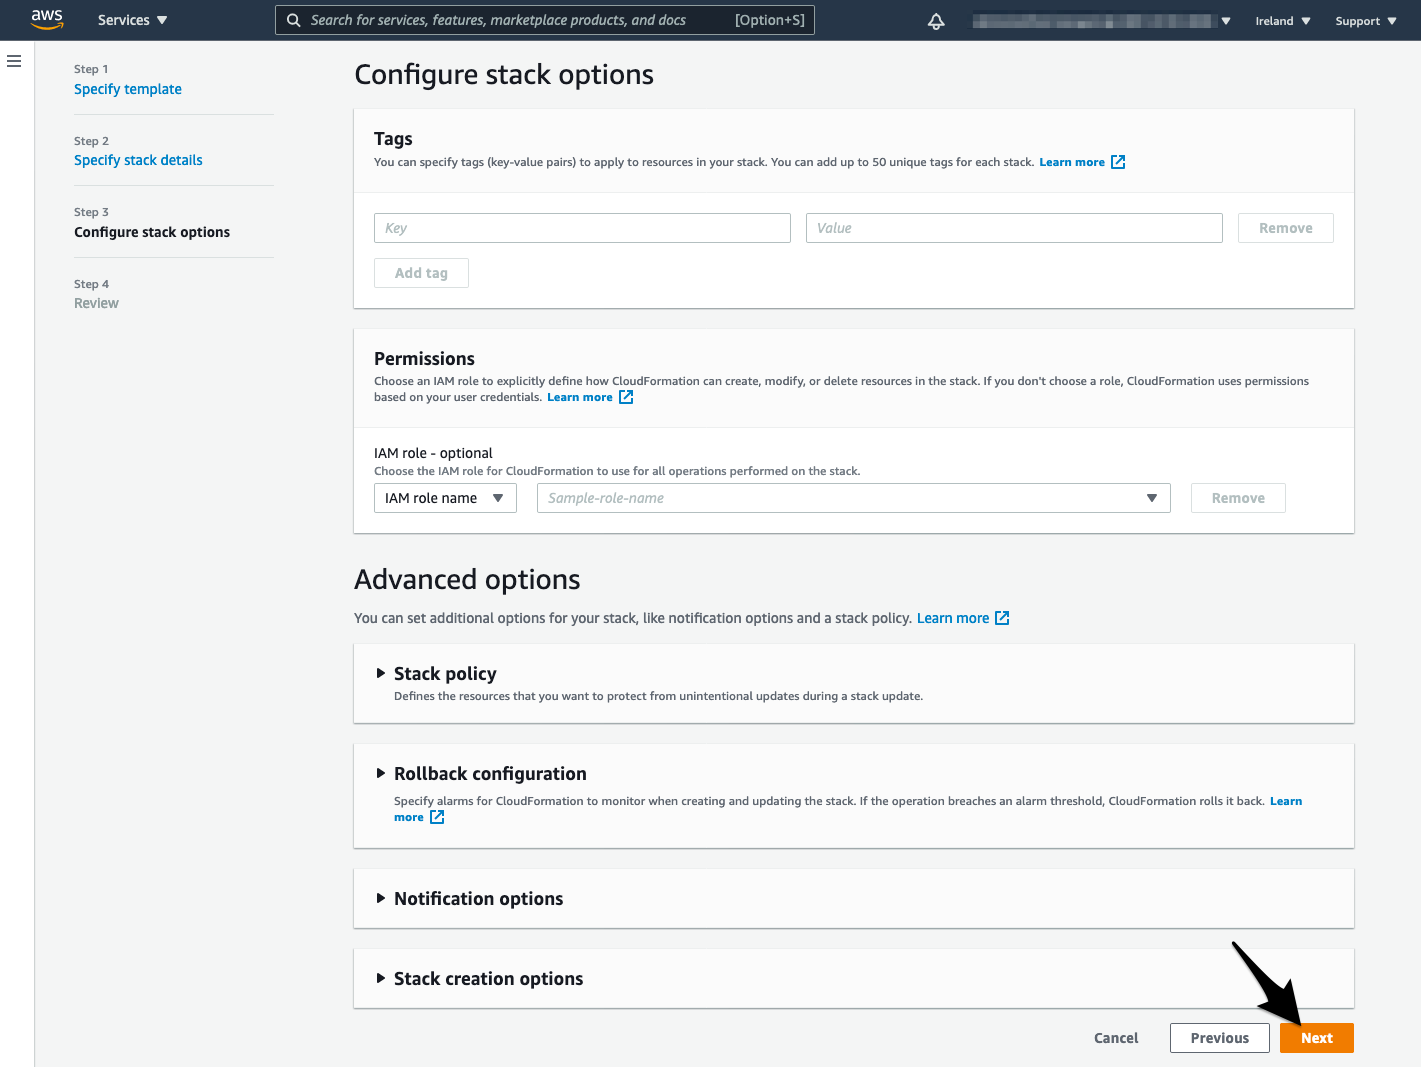 aws Services Search for services, features, marketplace products, and docs [Option+S] Ireland Support
Step 1
Specify template
Step 2
Specify stack details
Step 3
Configure stack options
Step 4
Review
Configure stack options
Tags
You can specify tags (key-value pairs) to apply to resources in your stack. You can add up to 50 unique tags for each stack. Learn more
Key Value Remove
Add tag
Permissions
Choose an IAM role to explicitly define how CloudFormation can create, modify, or delete resources in the stack. If you don't choose a role, CloudFormation uses permissions
based on your user credentials. Learn more
IAM role - optional
Choose the IAM role for CloudFormation to use for all operations performed on the stack.
IAM role name Sample-role-name Remove
Advanced options
You can set additional options for your stack, like notification options and a stack policy. Learn more
Stack policy
Defines the resources that you want to protect from unintentional updates during a stack update.
Rollback configuration
Specify alarms for CloudFormation to monitor when creating and updating the stack. If the operation breaches an alarm threshold, CloudFormation rolls it back. Learn
more
Notification options
Stack creation options
Cancel Previous Next